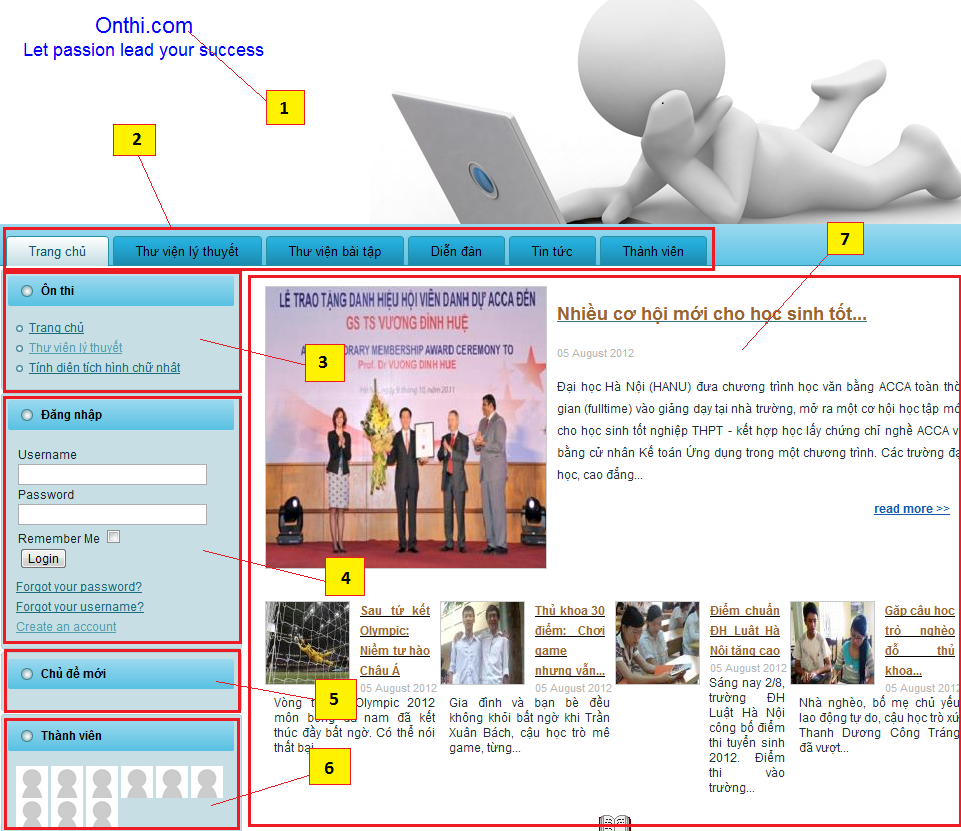 Onthi.com
Let passion lead your success
1
2
Trang chủ
Thư viện lý thuyết
Thư viện bài tập
Diễn đàn
Tin tức
Thành viên
7
Ôn thi
Trang chủ
Thư viện lý thuyết
Tính diện tích hình chữ nhật
3
Đăng nhập
Username
Password
Remember Me
Login
Forgot your password?
Forgot your username?
Create an account
4
Chủ đề mới
5
Thành viên
6
LỄ TRAO TẶNG DANH HIỆU HỘI VIÊN DANH DỰ ACCA ĐẾN
GS TS VƯƠNG ĐÌNH HUỆ
MEMBERSHIP AWARD CEREMONY TO
Prof. Dr VUONG DINH HUE
Nhiều cơ hội mới cho học sinh tốt...
05 August 2012
Đại học Hà Nội (HANU) đưa chương trình học văn bằng ACCA toàn thờ
gian (fulltime) vào giảng dạy tại nhà trường, mở ra một cơ hội học tập mớ
cho học sinh tốt nghiệp THPT - kết hợp học lấy chứng chỉ nghề ACCA v
bằng cử nhân Kế toán Ứng dụng trong một chương trình. Các trường đạ
học, cao đẳng...
read more >>
Sau tứ kết
Olympic:
Niềm tự hào
Châu Á
05 August 2012
Vòng Olympic 2012
môn nam đã kết
thúc đầy bất ngờ. Có thể nói
thất bại
Thủ khoa 30
điểm: Chơi
game
nhưng vẫn...
05 August 2012
Gia đình và bạn bè đều
không khỏi bất ngờ khi Trần
Xuân Bách, cậu học trò mê
game, từng...
Điểm chuẩn
ĐH Luật Hà
Nội tăng cao
05 August 2012
Sáng nay 2/8,
trường ĐH
Luật Hà Nội
công bố điểm
thi tuyển sinh
2012. Điểm
thi vào
trường...
Gặp cậu học
trò nghèo
đỗ thủ
khoa...
05 August 2012
Nhà nghèo, bố mẹ chủ yếu
lao động tự do, cậu học trò xứ
Thanh Dương Công Tráng
đã vượt...